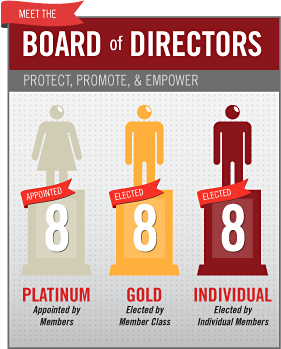 MEET THE
BOARD of DIRECTORS
PROTECT, PROMOTE, & EMPOWER
APPOINTED
8
ELECTED
8
ELECTED
8
PLATINUM
Appointed by
Members
GOLD
Elected by
Member Class
INDIVIDUAL
Elected by
Individual Members